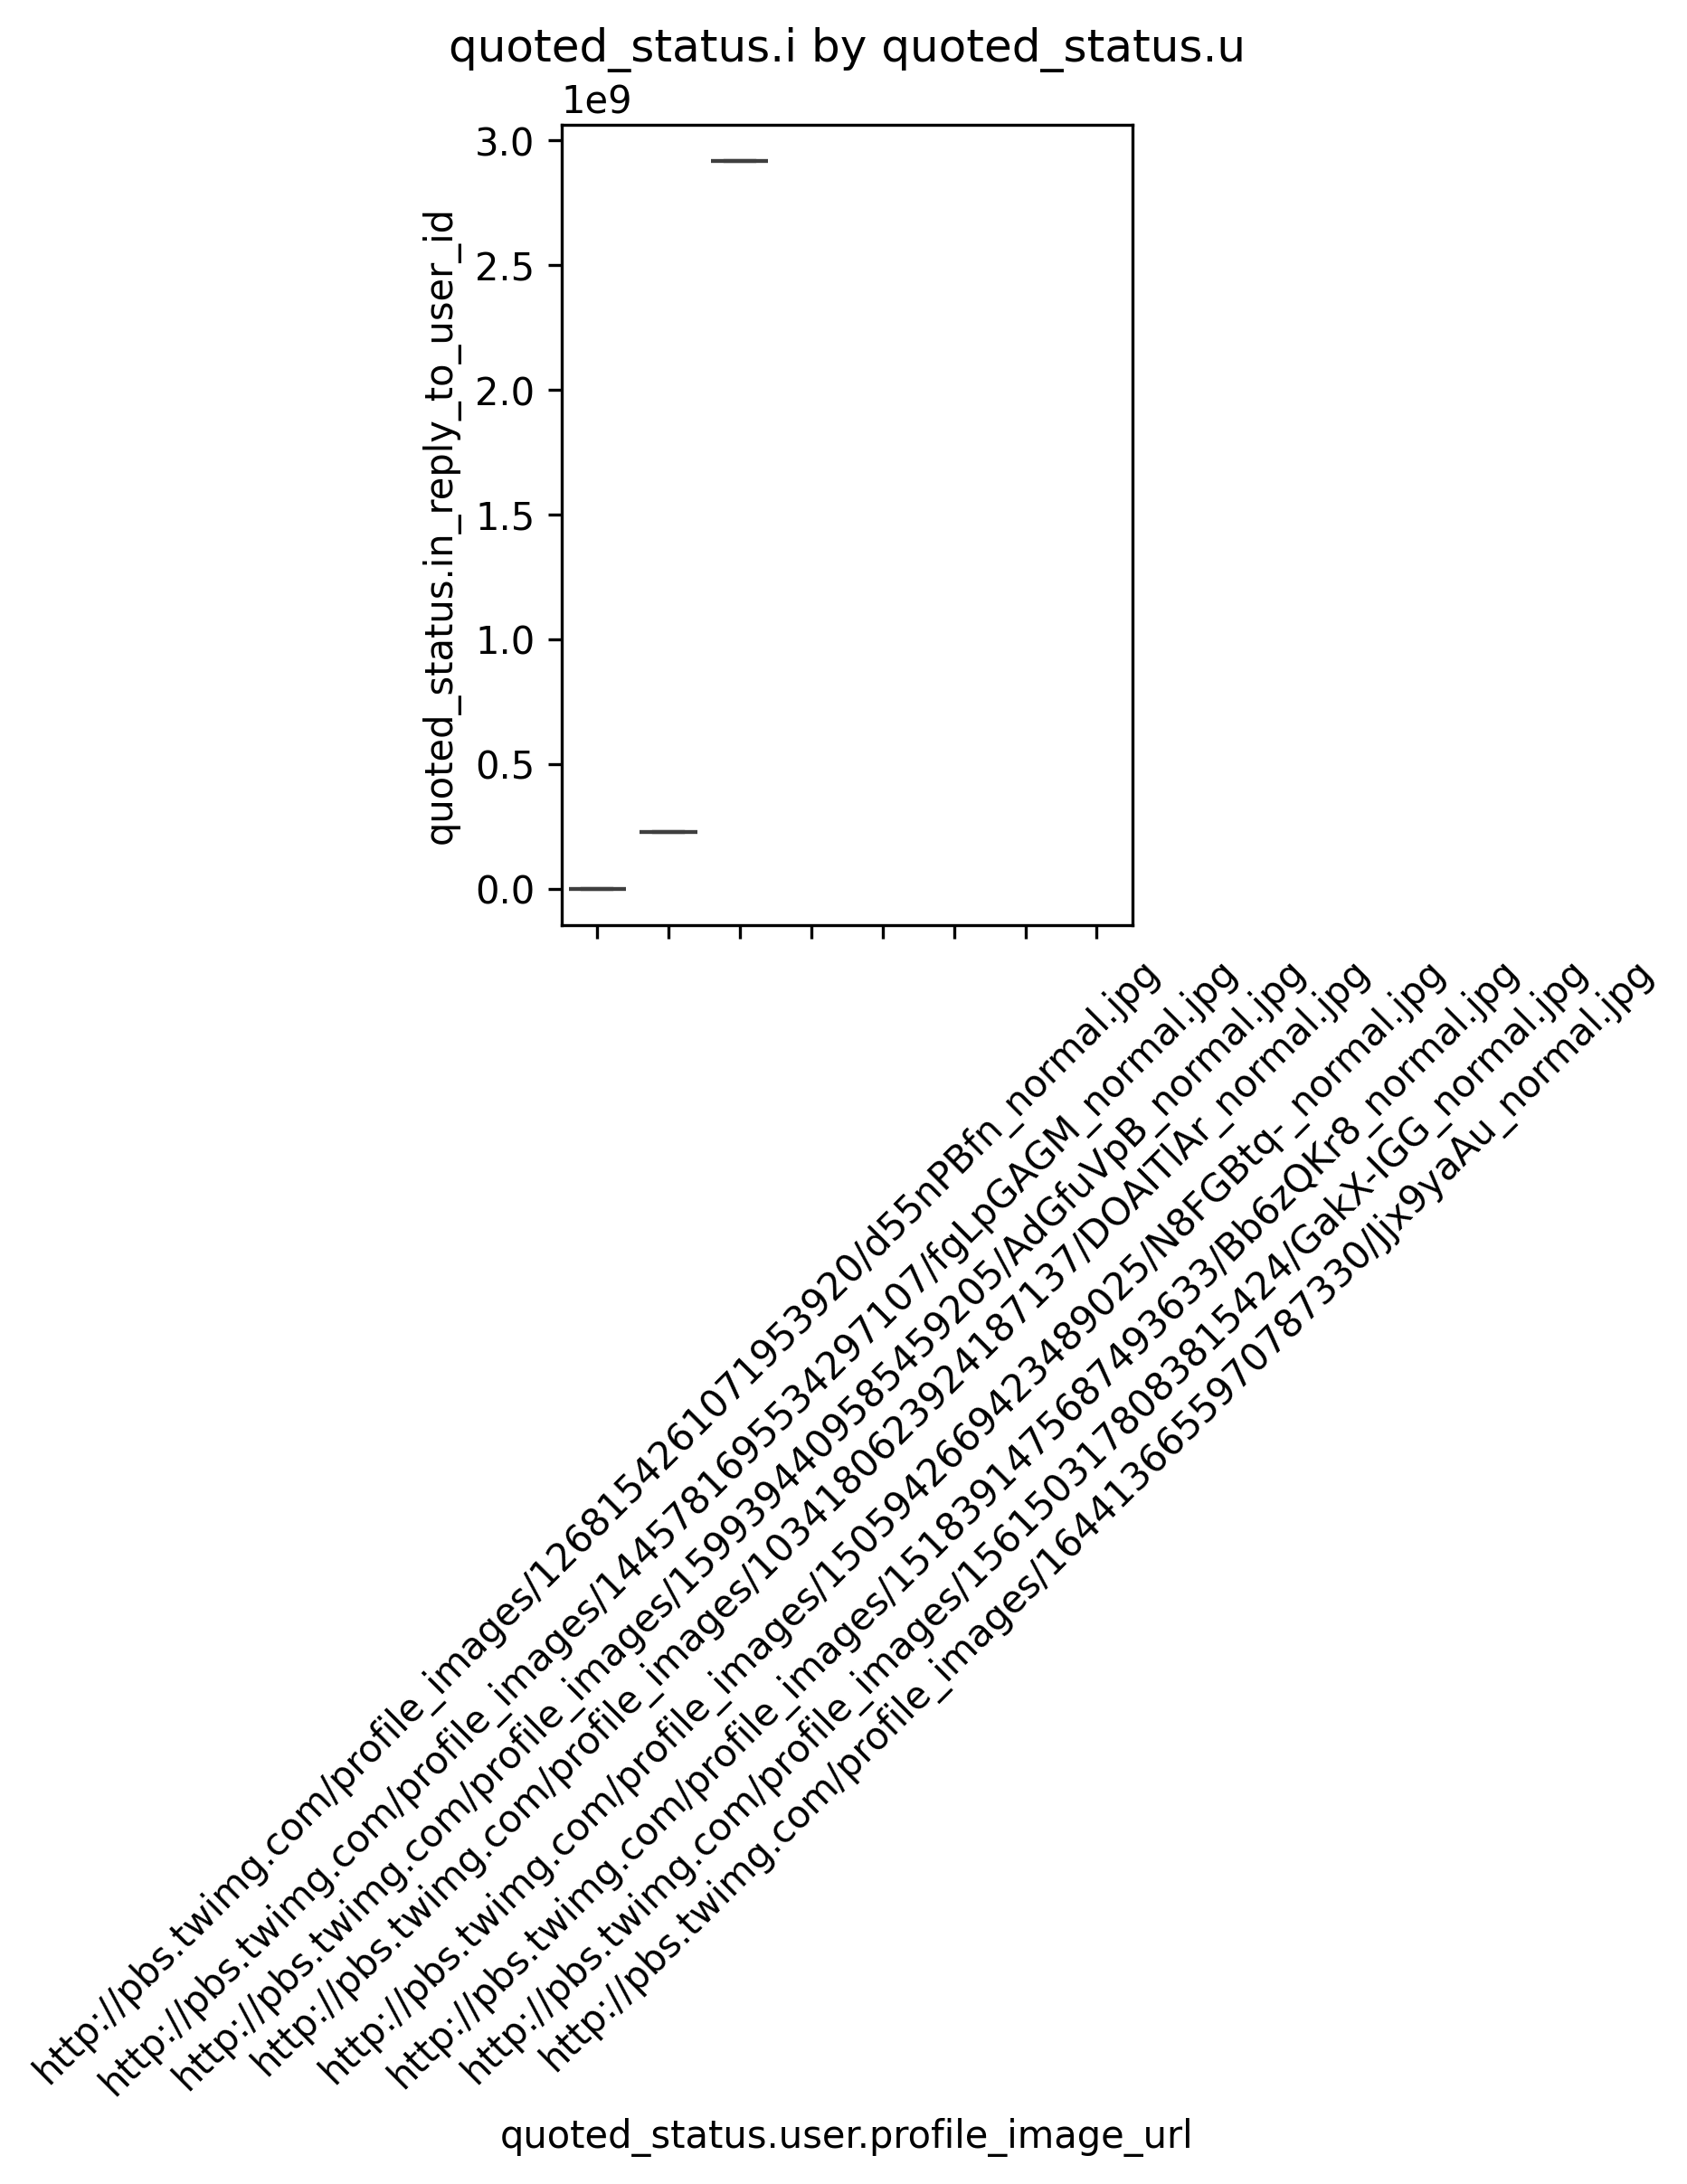 quoted_status.i by quoted_status.u
1e9
3.0
2.5
2.0
1.5
1.0
0.5
0.0
quoted_status.in_reply_to_user_id
http://pbs.twimg.com/profile_images/1268154261071953920/d55nPBfn_normal.jpg
http://pbs.twimg.com/profile_images/1445781695534297107/fgLpGAGM_normal.jpg
http://pbs.twimg.com/profile_images/1599394409585459205/AdGfuVpB_normal.jpg
http://pbs.twimg.com/profile_images/1034180623924187137/DOAITlAr_normal.jpg
http://pbs.twimg.com/profile_images/1505942669423489025/N8FGBtq-_normal.jpg
http://pbs.twimg.com/profile_images/1518391475687493633/Bb6zQKr8_normal.jpg
http://pbs.twimg.com/profile_images/1561503178083815424/GakX-IGG_normal.jpg
http://pbs.twimg.com/profile_images/1644136655970787330/Jjx9yaAu_normal.jpg
quoted_status.user.profile_image_url